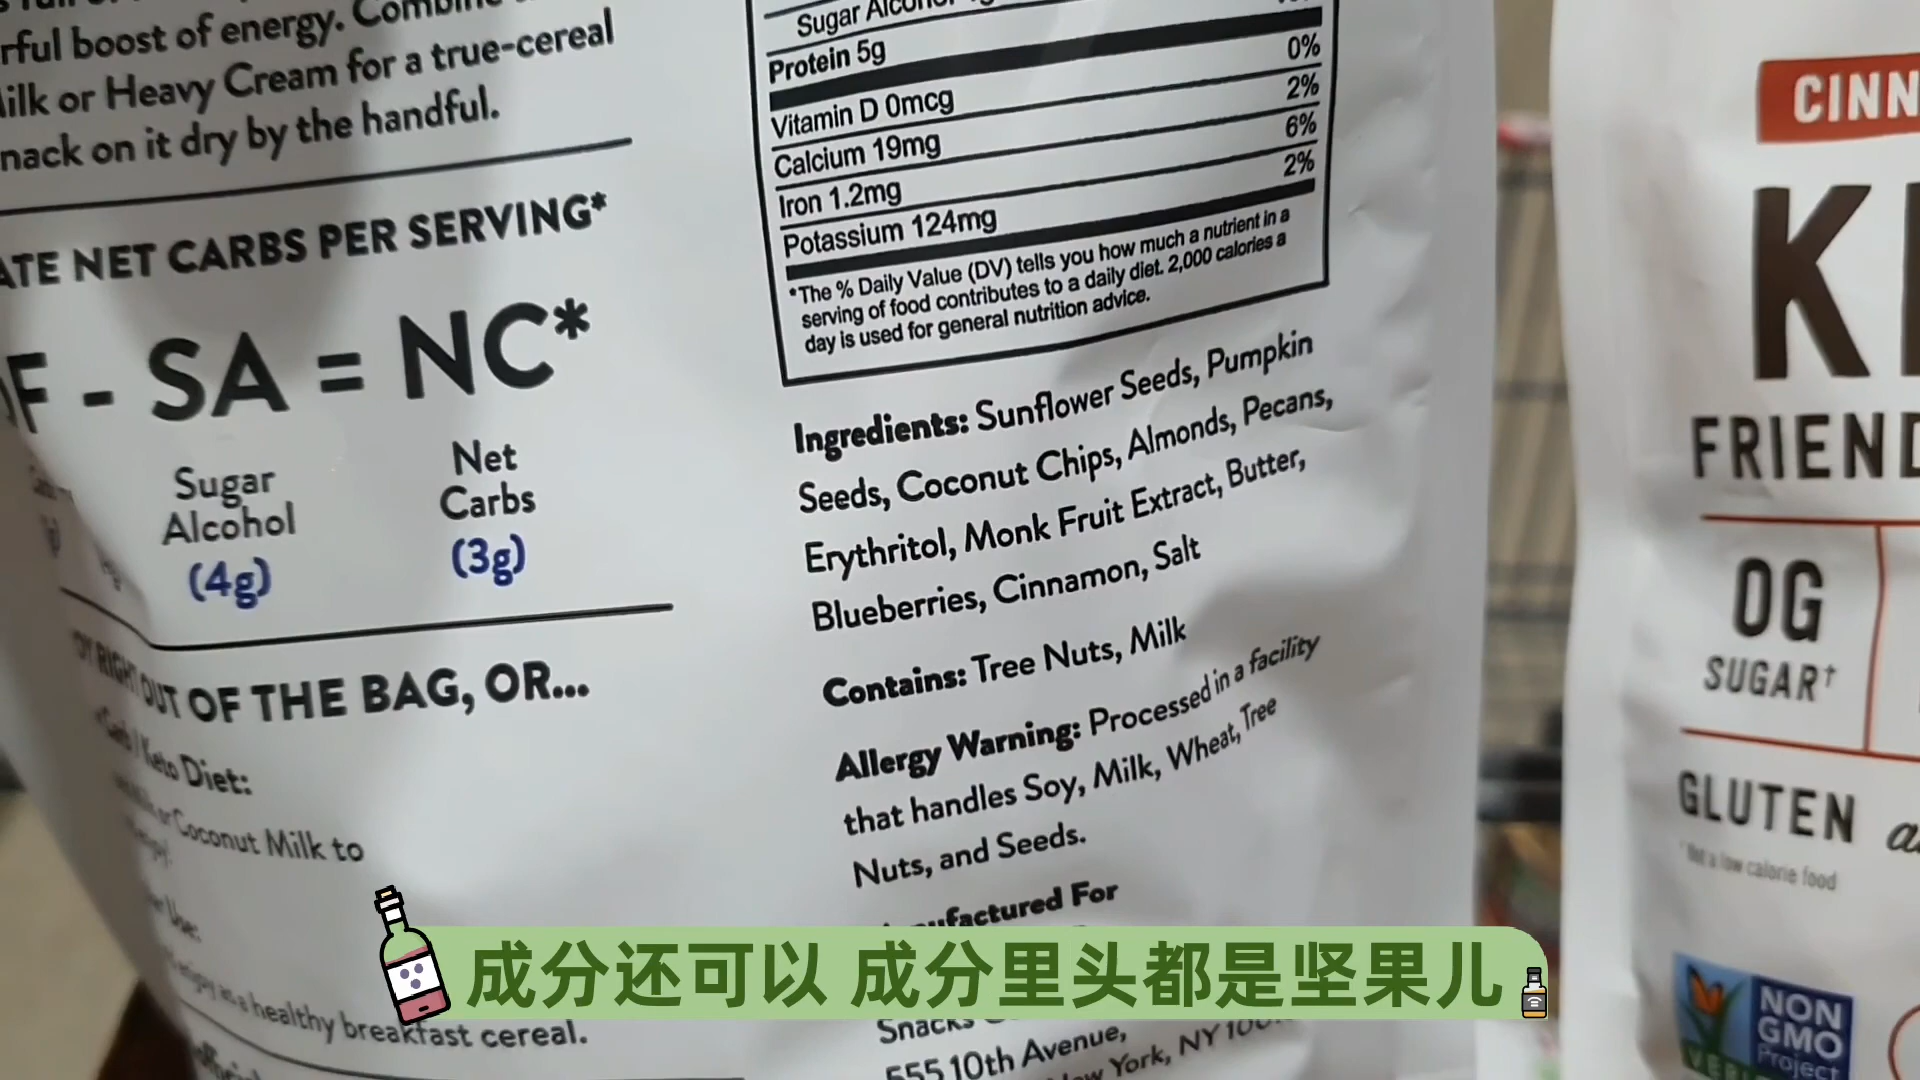 rful boost of energy. Combine
Milk or Heavy Cream for a true-cereal
nack on it dry by the handful.
ATE NET CARBS PER SERVING*
F - SA = NC*
Sugar
Alcohol
(4g)
Net
Carbs
(3g)
RIGHT OUT OF THE BAG, OR...
Carb / Keto Diet:
or Coconut Milk to
Use:
enjoy as a healthy breakfast cereal.
Sugar Alcohol
Protein 5g
Vitamin D 0mcg 0%
Calcium 19mg 2%
Iron 1.2mg 6%
Potassium 124mg 2%
*The % Daily Value (DV) tells you how much a nutrient in a
serving of food contributes to a daily diet. 2,000 calories a
day is used for general nutrition advice.
Ingredients: Sunflower Seeds, Pumpkin
Seeds, Coconut Chips, Almonds, Pecans,
Erythritol, Monk Fruit Extract, Butter,
Blueberries, Cinnamon, Salt
Contains: Tree Nuts, Milk
Allergy Warning: Processed in a facility
that handles Soy, Milk, Wheat, Tree
Nuts, and Seeds.
nufactured For
Snacks
555 10th Avenue,
New York, NY
CINN
KE
FRIEND
0G
SUGAR†
GLUTEN a
Not a low calorie food
NON
GMO
Project
VERI
成分还可以 成分里头都是坚果儿